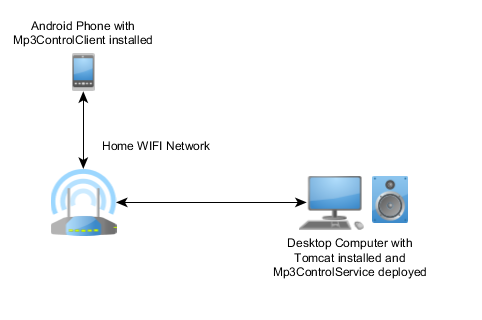 Android Phone with
Mp3ControlClient installed
Home WIFI Network
Desktop Computer with
Tomcat installed and
Mp3ControlService deployed